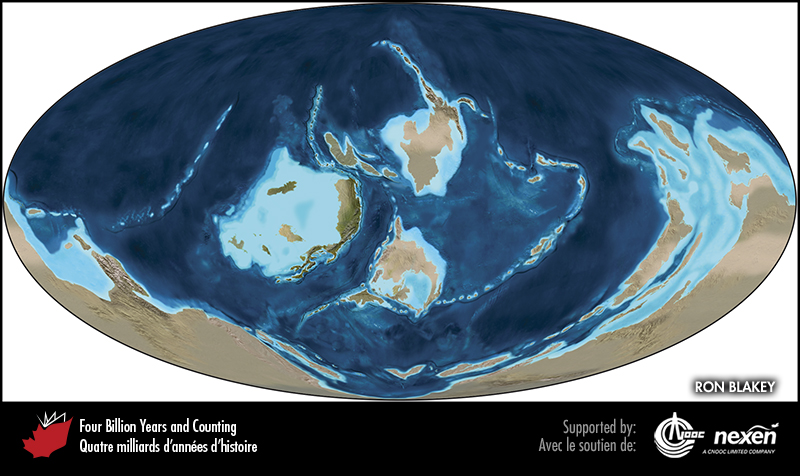 RON BLAKEY
Four Billion Years and Counting
Quatre milliards d'années d'histoire
Supported by:
Avec le soutien de:
CNOOC
nexen
A CNOOC LIMITED COMPANY